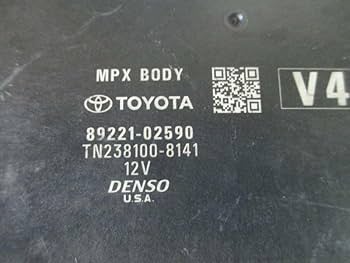 MPX BODY
TOYOTA
V4
89221-02590
TN238100-8141
12V
DENSO
U.S.A.